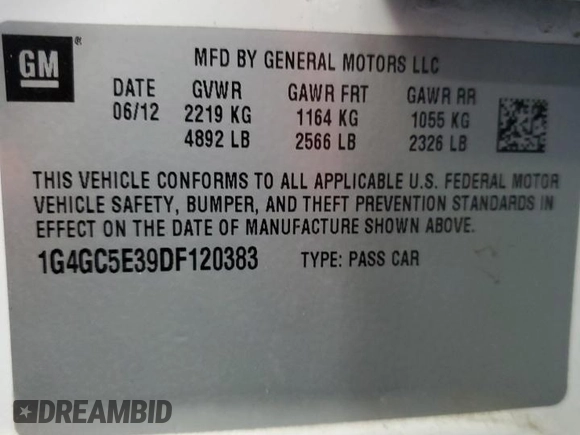 GM
MFD BY GENERAL MOTORS LLC
DATE GVWR GAWR FRT GAWR RR
06/12 2219 KG 1164 KG 1055 KG
4892 LB 2566 LB 2326 LB
THIS VEHICLE CONFORMS TO ALL APPLICABLE U.S. FEDERAL MOTOR
VEHICLE SAFETY, BUMPER, AND THEFT PREVENTION STANDARDS IN
EFFECT ON THE DATE OF MANUFACTURE SHOWN ABOVE.
1G4GC5E39DF120383 TYPE: PASS CAR
DREAMBID